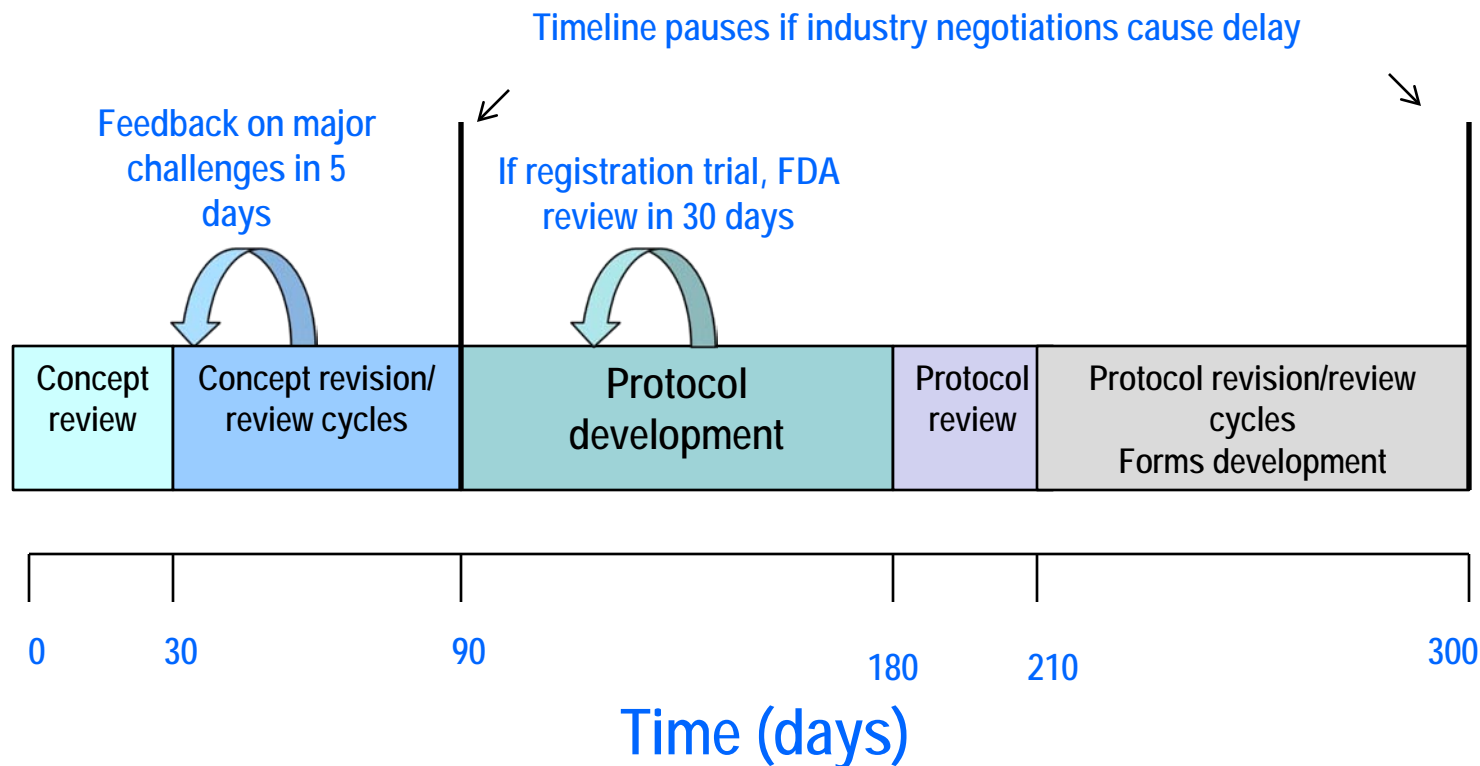 Timeline pauses if industry negotiations cause delay
Feedback on major
challenges in 5
days
If registration trial, FDA
review in 30 days
Concept
review
Concept revision/
review cycles
Protocol
development
Protocol
review
Protocol revision/review
cycles
Forms development
0
30
90
180
210
300
Time (days)